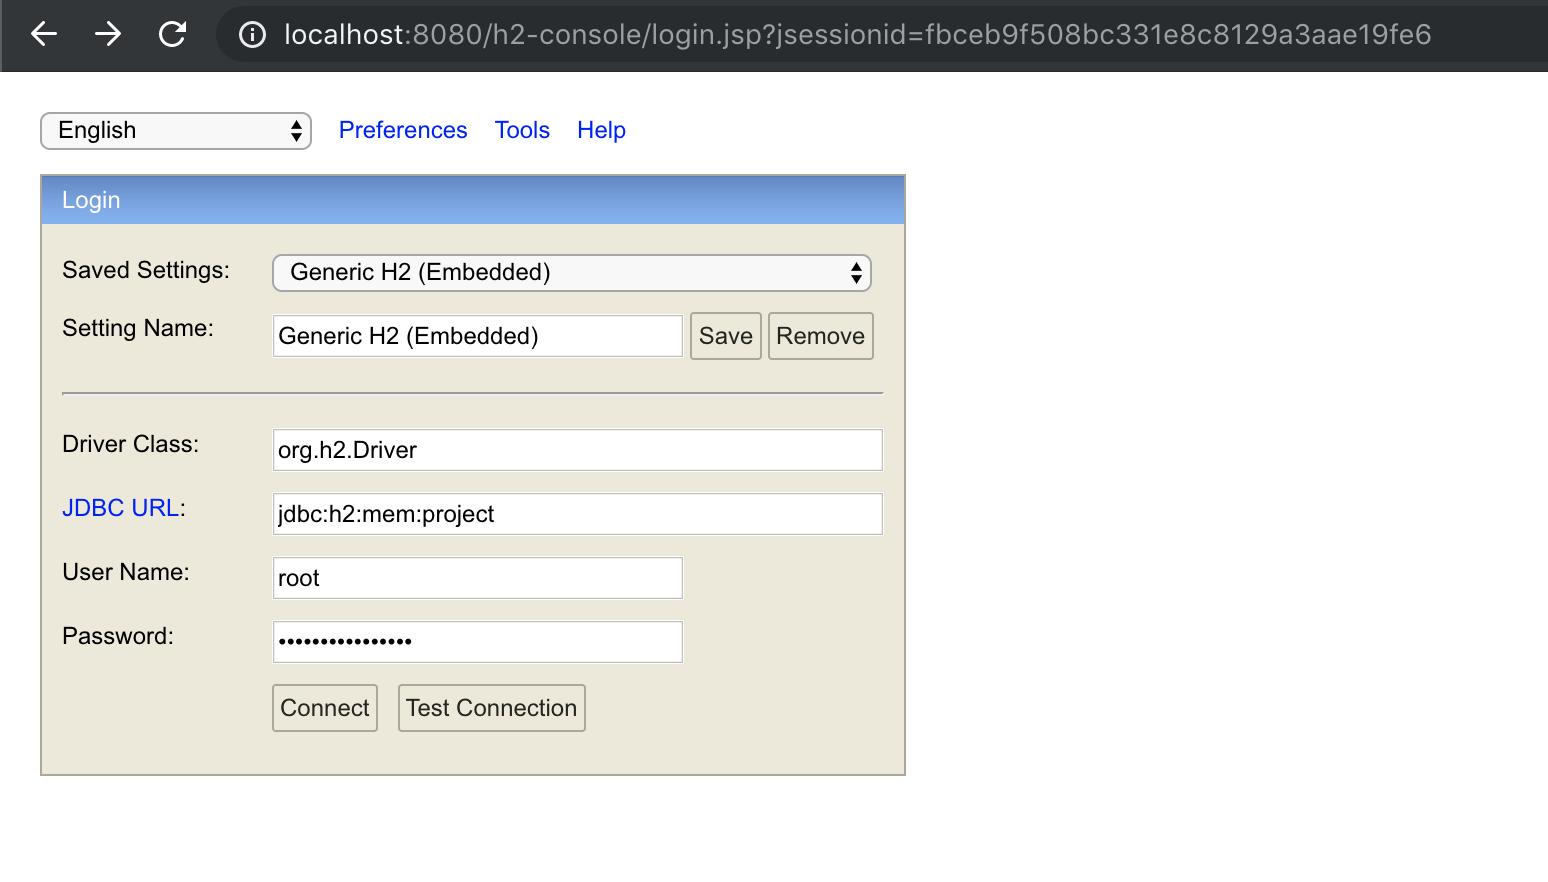 localhost:8080/h2-console/login.jsp?jsessionid=fbceb9f508bc331e8c8129a3aae19fe6
English Preferences Tools Help
Login
Saved Settings: Generic H2 (Embedded)
Setting Name: Generic H2 (Embedded) Save Remove
Driver Class: org.h2.Driver
JDBC URL: jdbc:h2:mem:project
User Name: root
Password: ••••••••••••••••
Connect Test Connection